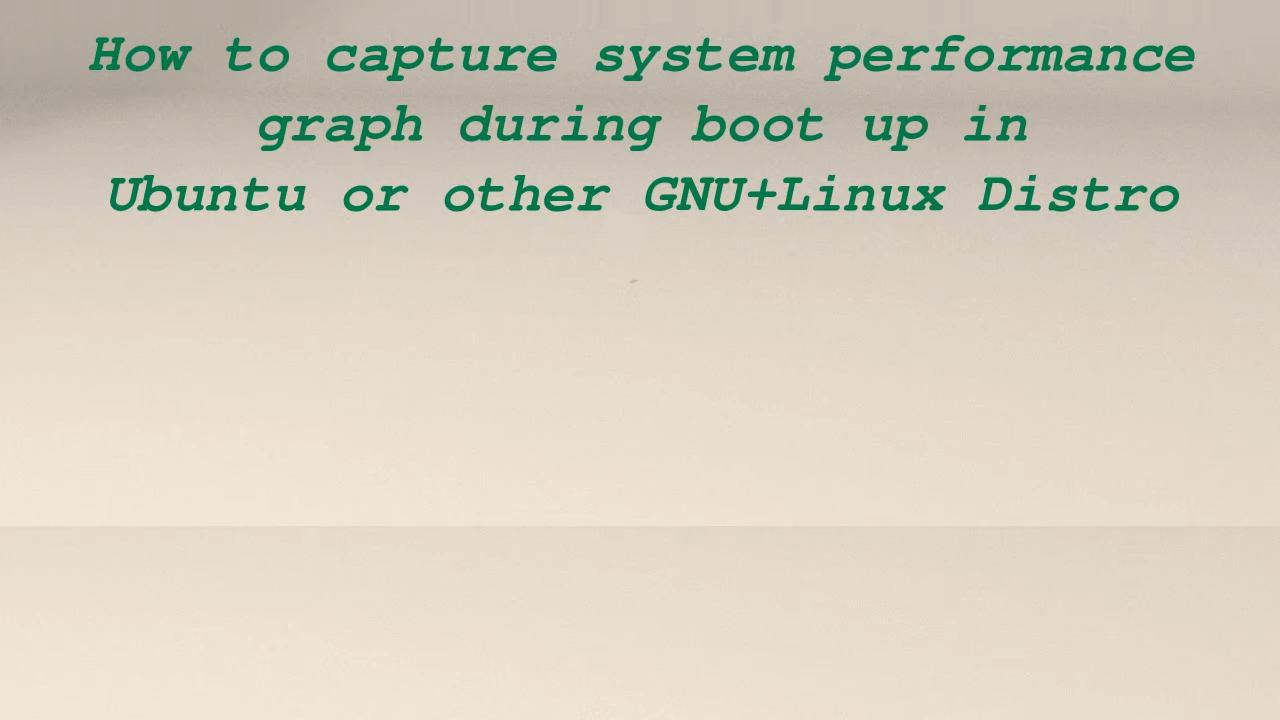 How to capture system performance
graph during boot up in
Ubuntu or other GNU+Linux Distro